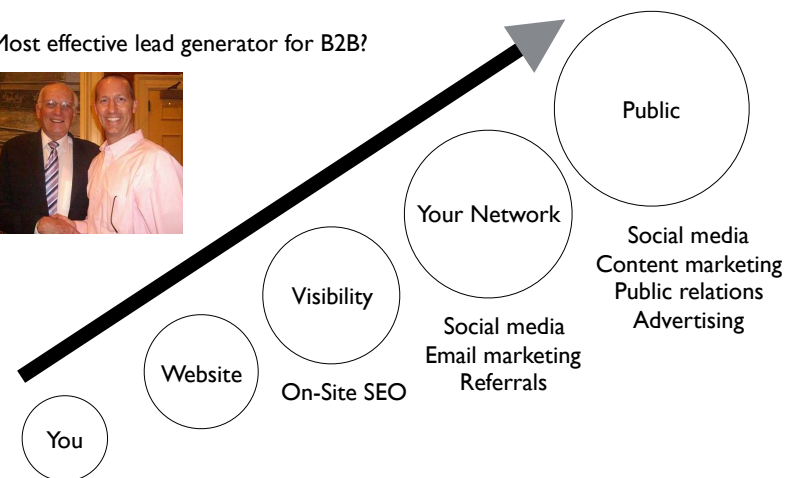 Most effective lead generator for B2B?
Public
Your Network
Social media
Content marketing
Public relations
Advertising
Visibility
Social media
Email marketing
Referrals
Website
On-Site SEO
You